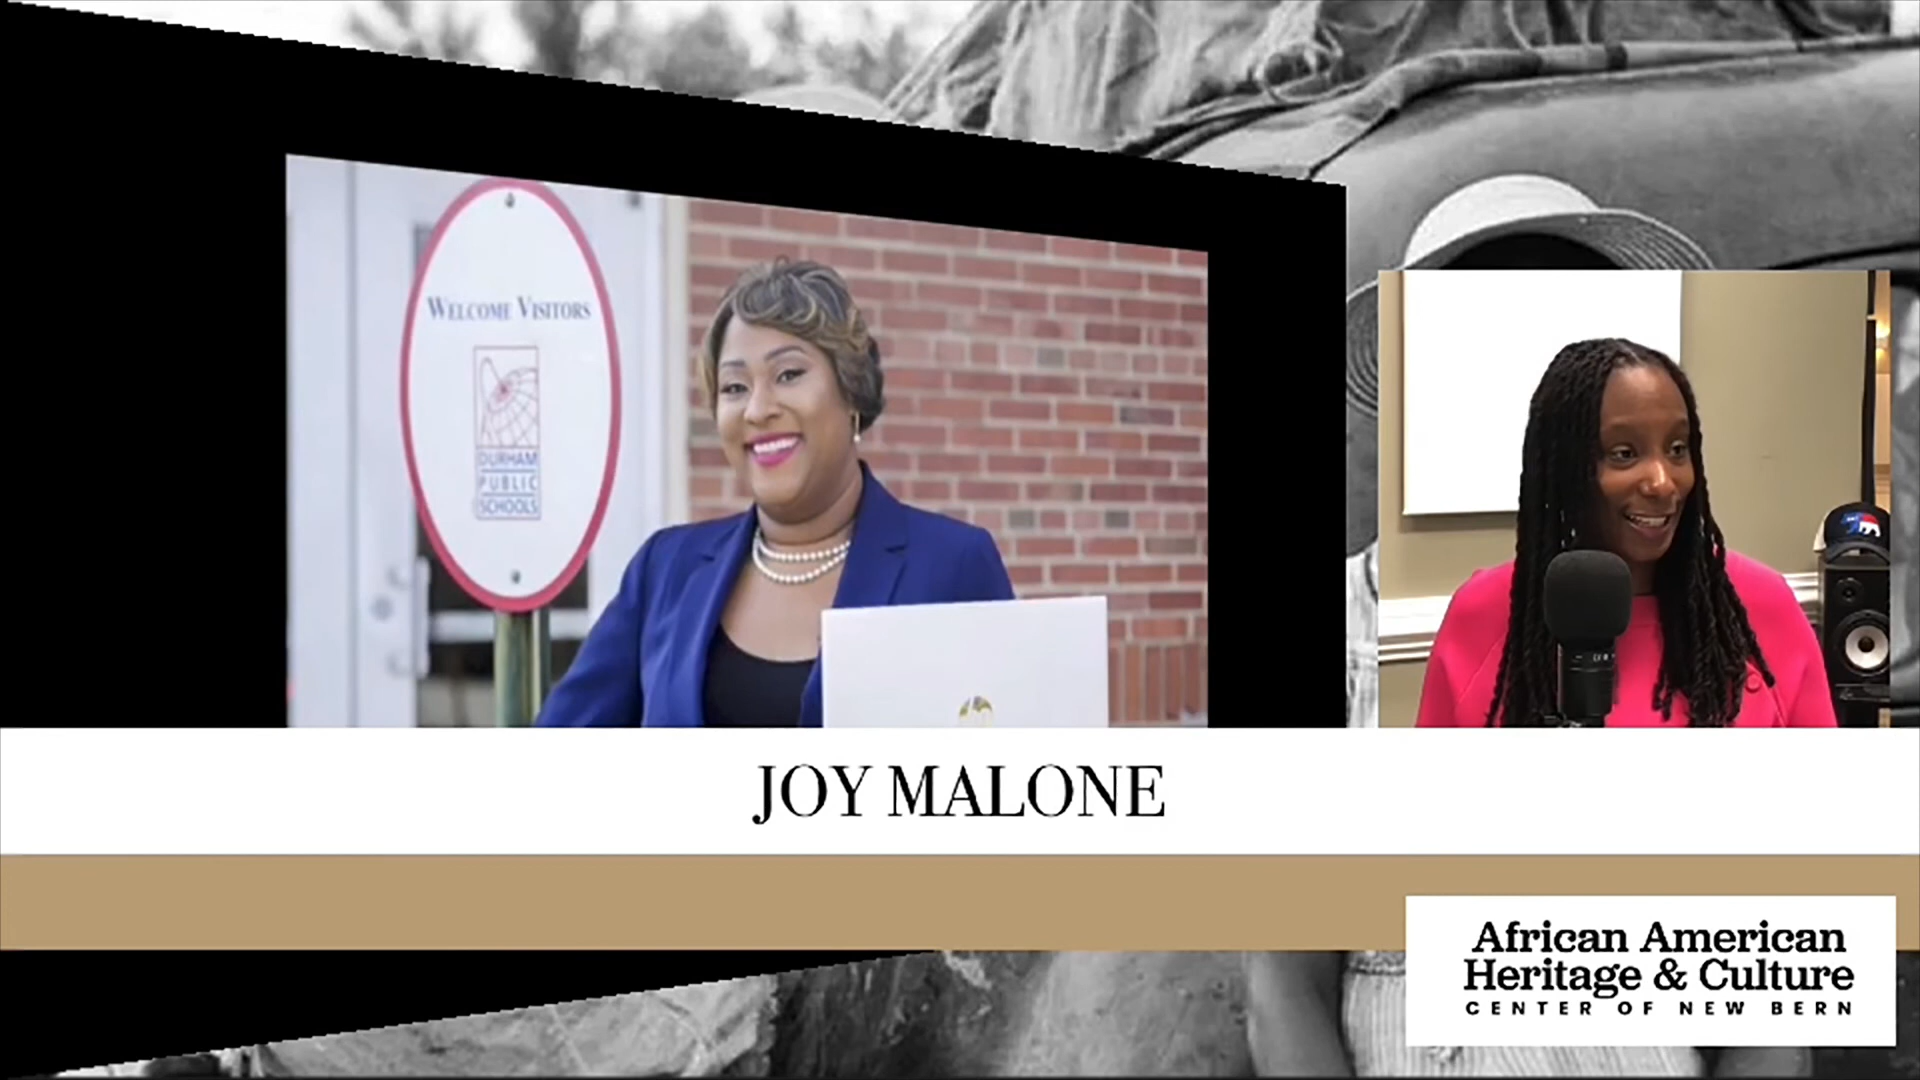 WELCOME VISITORS
DURHAM
PUBLIC
SCHOOLS
JOY MALONE
African American
Heritage & Culture
CENTER OF NEW BERN